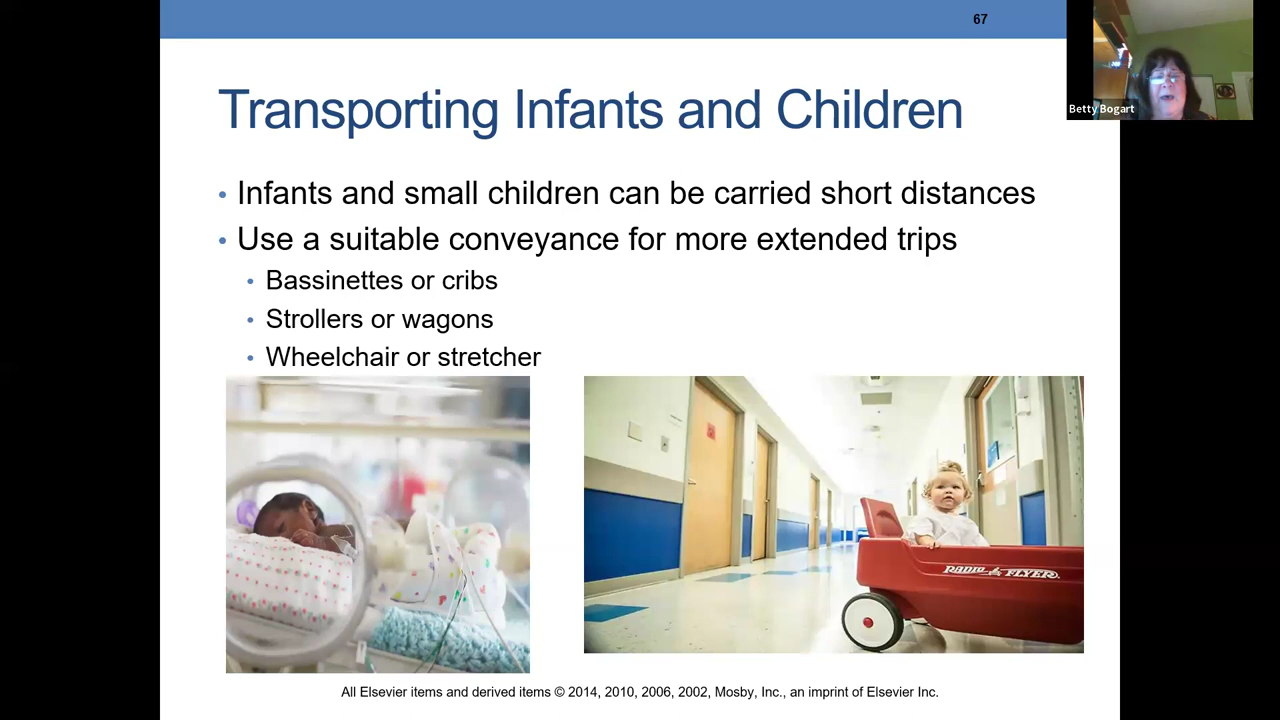 67
Betty Bogart
Transporting Infants and Children
• Infants and small children can be carried short distances
• Use a suitable conveyance for more extended trips
• Bassinettes or cribs
• Strollers or wagons
• Wheelchair or stretcher
RADIO FLYER
All Elsevier items and derived items © 2014, 2010, 2006, 2002, Mosby, Inc., an imprint of Elsevier Inc.